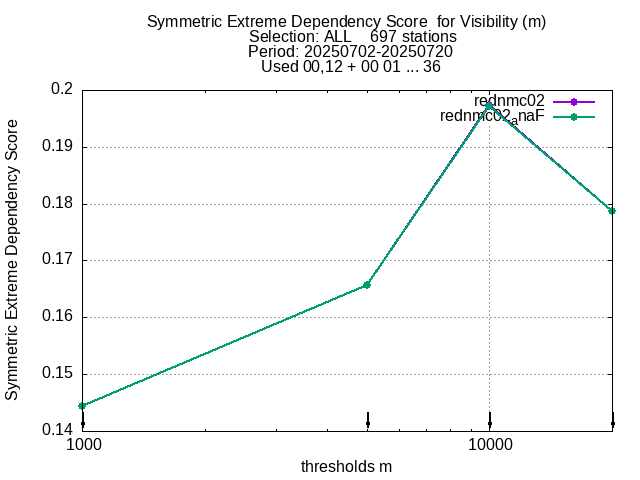 Symmetric Extreme Dependency Score  for Visibility (m)
Selection: ALL    697 stations
Period: 20250702-20250720
Used 00,12 + 00 01 ... 36
rednmc02
rednmc02_anaF
Symmetric Extreme Dependency Score
0.2
0.19
0.18
0.17
0.16
0.15
0.14
1000
10000
thresholds m